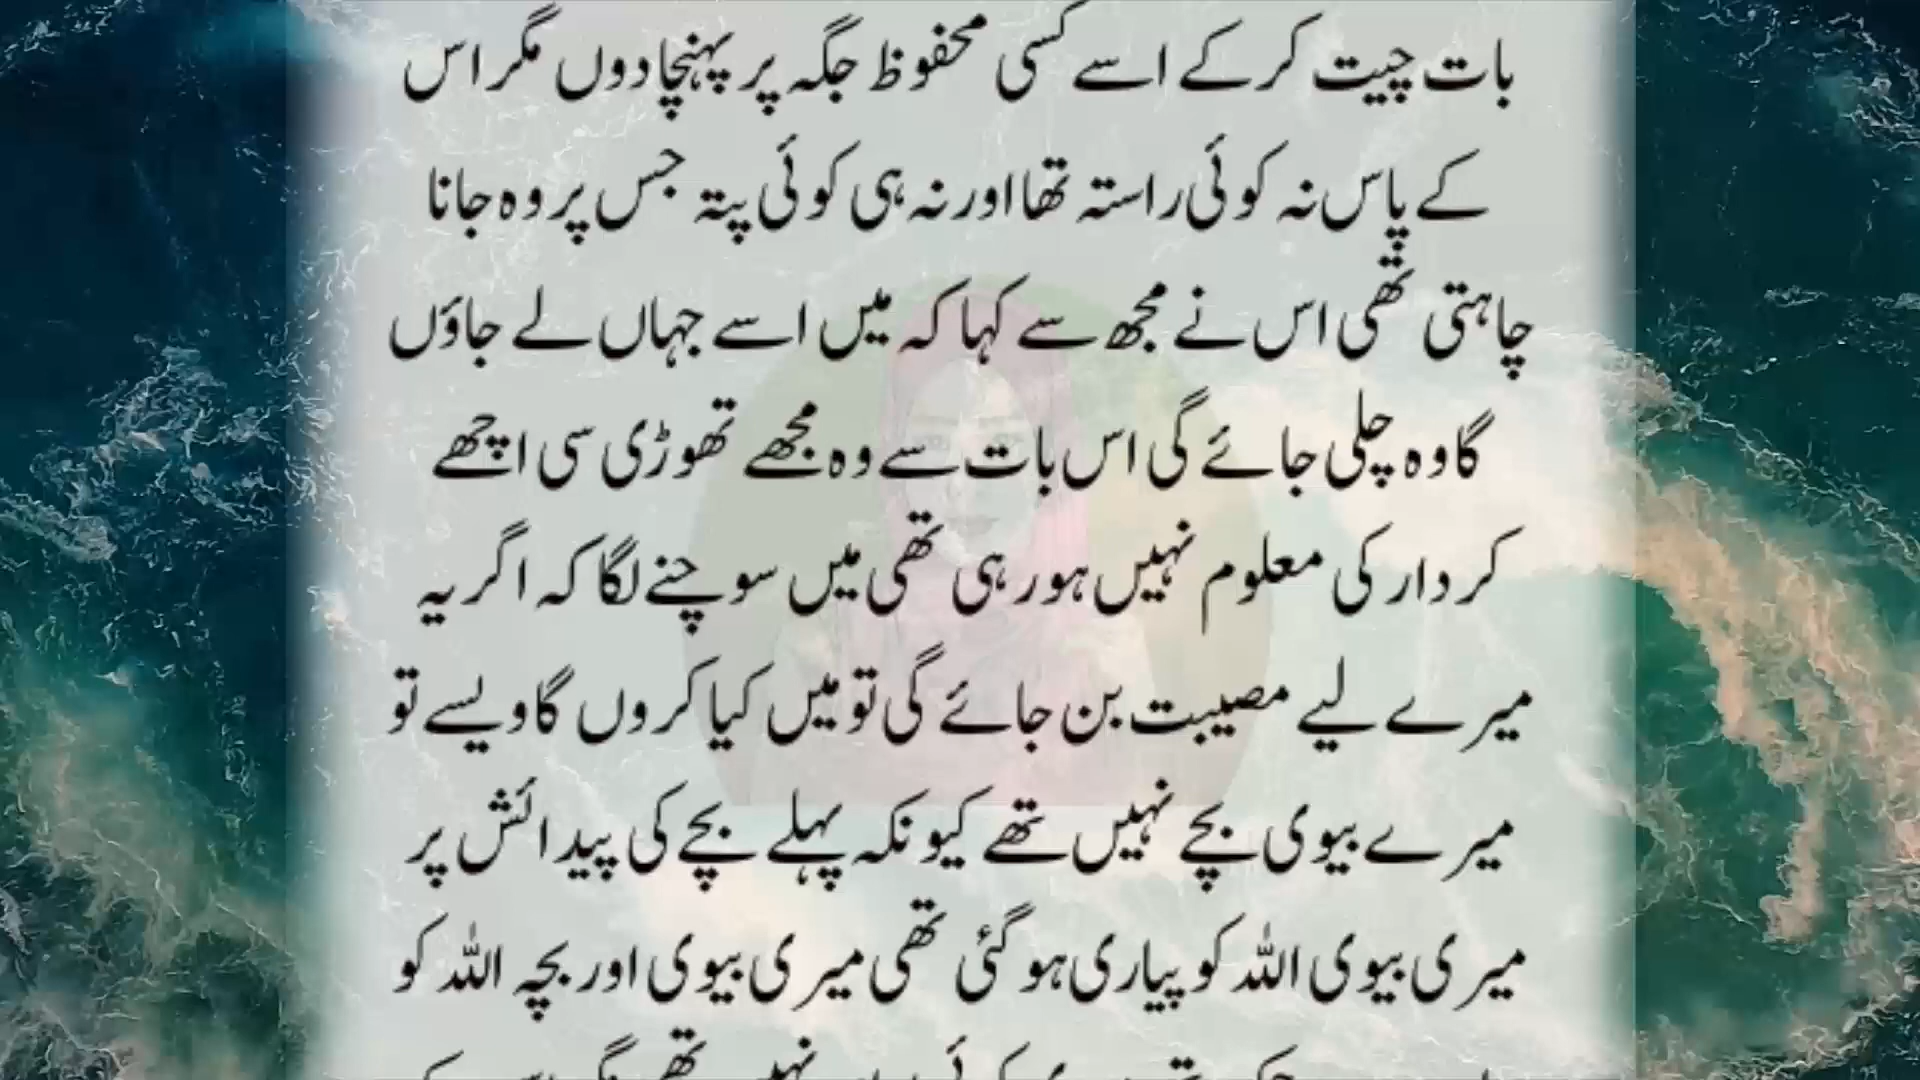 بات چیت کر کے اسے کسی محفوظ جگہ پر پہنچا دوں مگر اس
کے پاس نہ کوئی راستہ تھا اور نہ ہی کوئی پتہ جس پر وہ جانا
چاہتی تھی اس نے مجھ سے کہا کہ میں اسے جہاں لے جاؤں
گا وہ چلی جائے گی اس بات سے وہ مجھے تھوڑی سی اچھے
کردار کی معلوم نہیں ہو رہی تھی میں سوچنے لگا کہ اگر یہ
میرے لیے مصیبت بن جائے گی تو میں کیا کروں گا ویسے تو
میرے بیوی بچے نہیں تھے کیونکہ پہلے بچے کی پیدائش پر
میری بیوی اللہ کو پیاری ہو گئی تھی میری بیوی اور بچہ اللہ کو